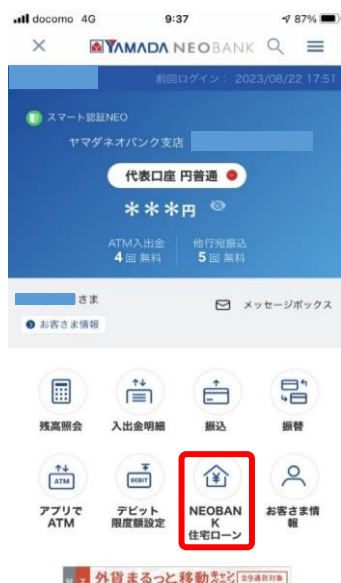 docomo 4G 9:37 87%
YAMADA NEOBANK
前回ログイン： 2023/08/22 17:51
スマート認証NEO
ヤマダネオバンク支店
代表口座 円普通
***円
ATM入出金 他行宛振込
4回 無料 5回 無料
さま メッセージボックス
お客さま情報
残高照会 入出金明細 振込 振替
ATM DEBIT ¥
アプリで デビット NEOBAN お客さま情
ATM 限度額設定 K 報
住宅ローン
外貨まるっと移動